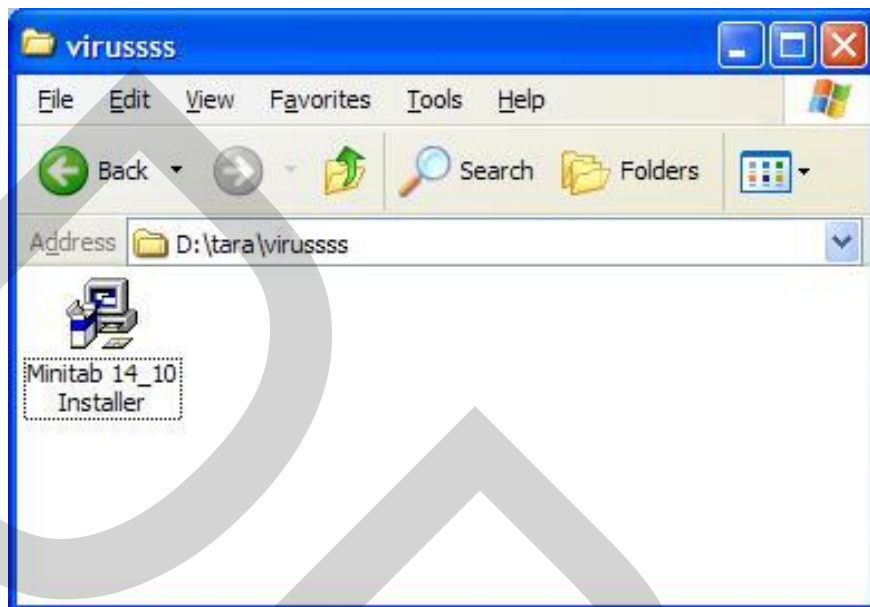 virussss
File Edit View Favorites Tools Help
Back Search Folders
Address D:\tara\virussss
Minitab 14_10
Installer